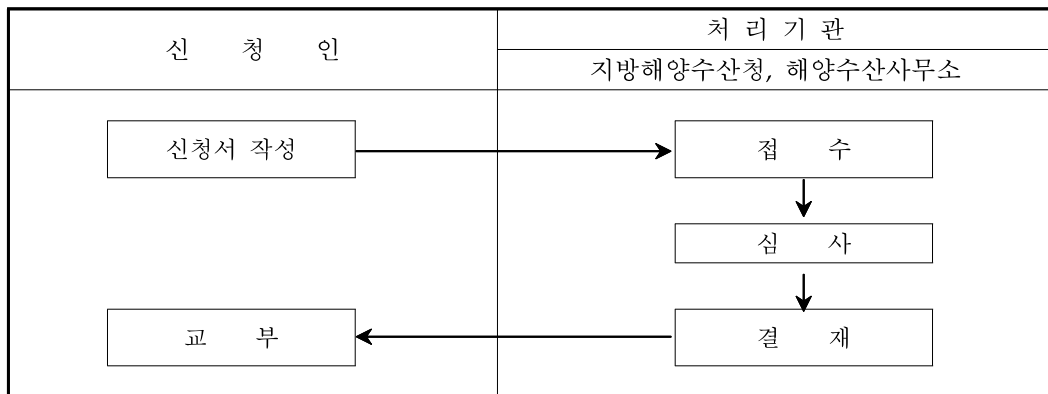 신 청 인
처 리 기 관
지방해양수산청, 해양수산사무소
신청서 작성
접 수
심 사
교 부
결 재